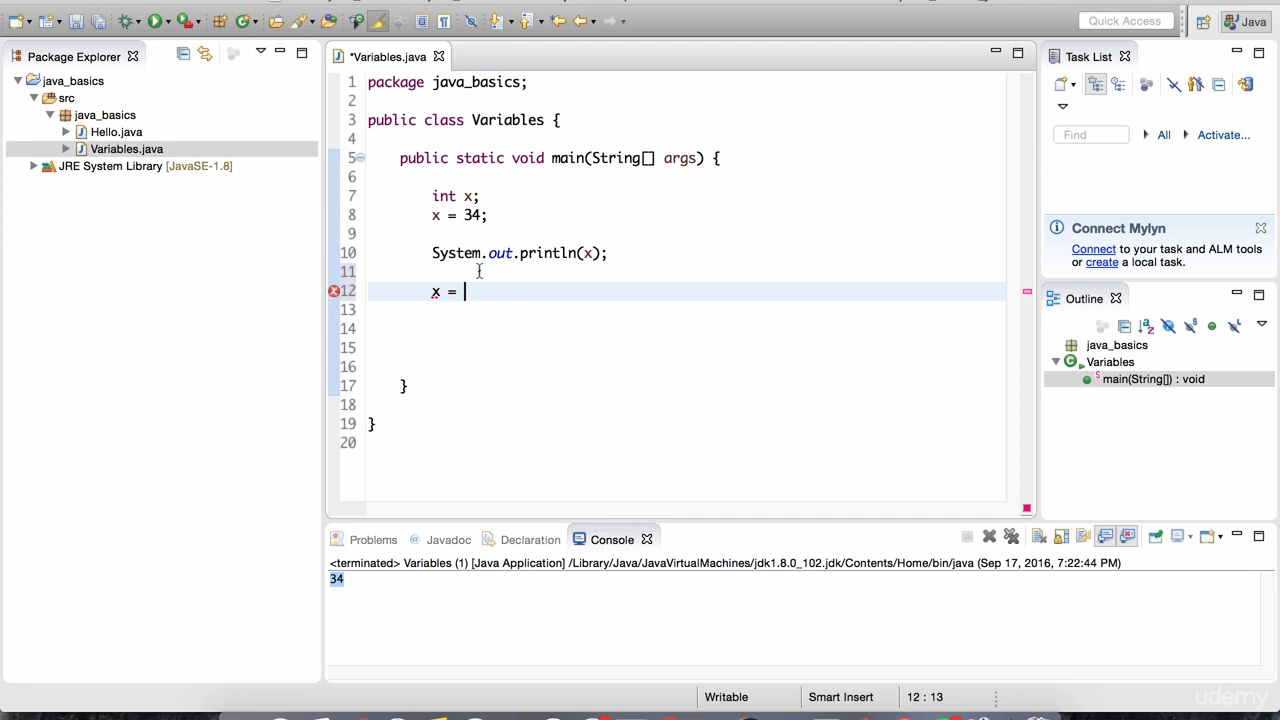 Quick Access
Java
Package Explorer
java_basics
src
java_basics
Hello.java
Variables.java
JRE System Library [JavaSE-1.8]
*Variables.java
1 package java_basics;
2
3 public class Variables {
4
5 public static void main(String[] args) {
6
7 int x;
8 x = 34;
9
10 System.out.println(x);
11
12 x =
13
14
15
16
17 }
18
19 }
20
Task List
Find
All
Activate...
Connect Mylyn
Connect to your task and ALM tools
or create a local task.
Outline
java_basics
Variables
main(String[]) : void
Problems
Javadoc
Declaration
Console
<terminated> Variables (1) [Java Application] /Library/Java/JavaVirtualMachines/jdk1.8.0_102.jdk/Contents/Home/bin/java (Sep 17, 2016, 7:22:44 PM)
34
Writable
Smart Insert
12 : 13
udemy